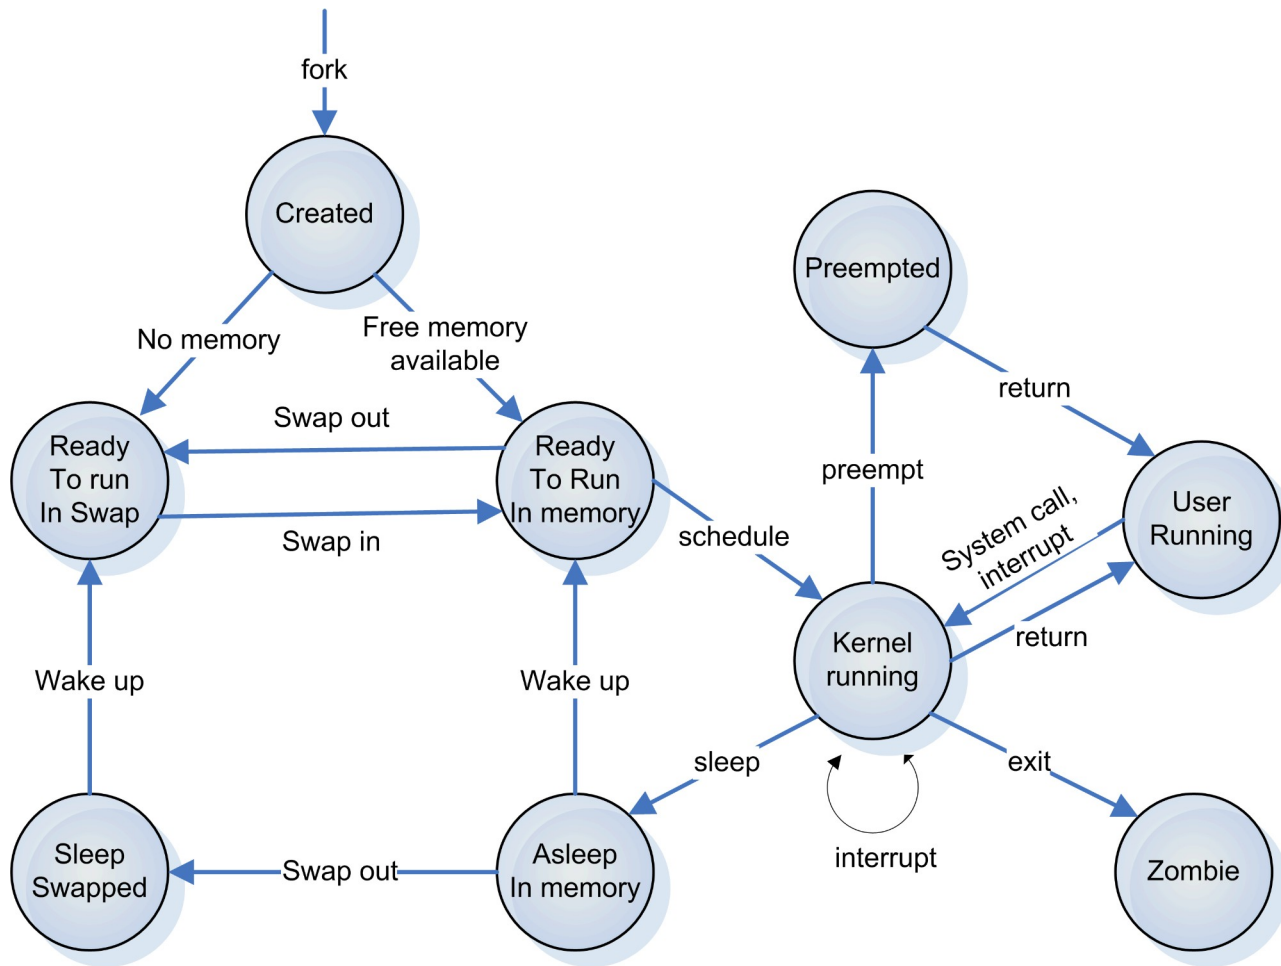 fork
Created
Preempted
No memory
Free memory
available
return
Swap out
Ready
To run
In Swap
Ready
To Run
In memory
preempt
User
Running
System call,
interrupt
Swap in
schedule
Kernel
running
return
Wake up
Wake up
sleep
exit
interrupt
Sleep
Swapped
Swap out
Asleep
In memory
Zombie